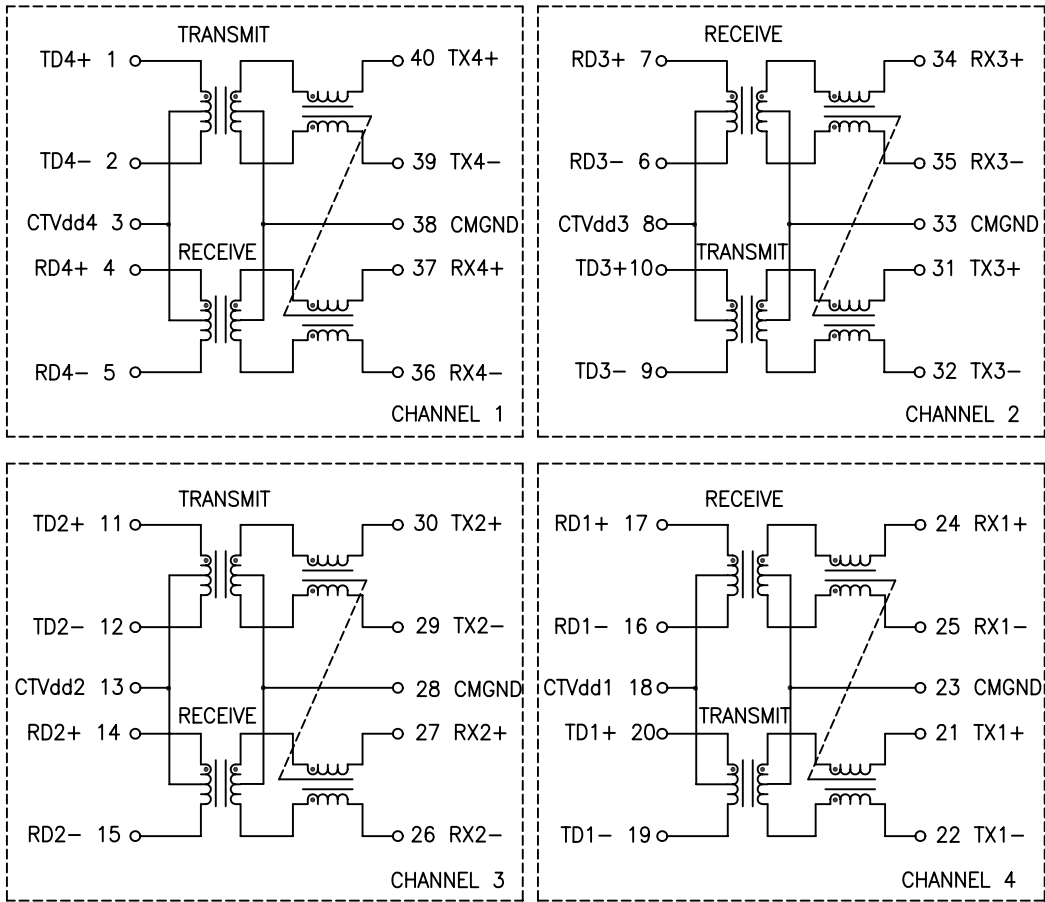 TRANSMIT
TD4+ 1
40 TX4+
TD4- 2
39 TX4-
CTVdd4 3
38 CMGND
RECEIVE
RD4+ 4
37 RX4+
RD4- 5
36 RX4-
CHANNEL 1
RECEIVE
RD3+ 7
34 RX3+
RD3- 6
35 RX3-
CTVdd3 8
33 CMGND
TRANSMIT
TD3+10
31 TX3+
TD3- 9
32 TX3-
CHANNEL 2
TRANSMIT
TD2+ 11
30 TX2+
TD2- 12
29 TX2-
CTVdd2 13
28 CMGND
RECEIVE
RD2+ 14
27 RX2+
RD2- 15
26 RX2-
CHANNEL 3
RECEIVE
RD1+ 17
24 RX1+
RD1- 16
25 RX1-
CTVdd1 18
23 CMGND
TRANSMIT
TD1+ 20
21 TX1+
TD1- 19
22 TX1-
CHANNEL 4